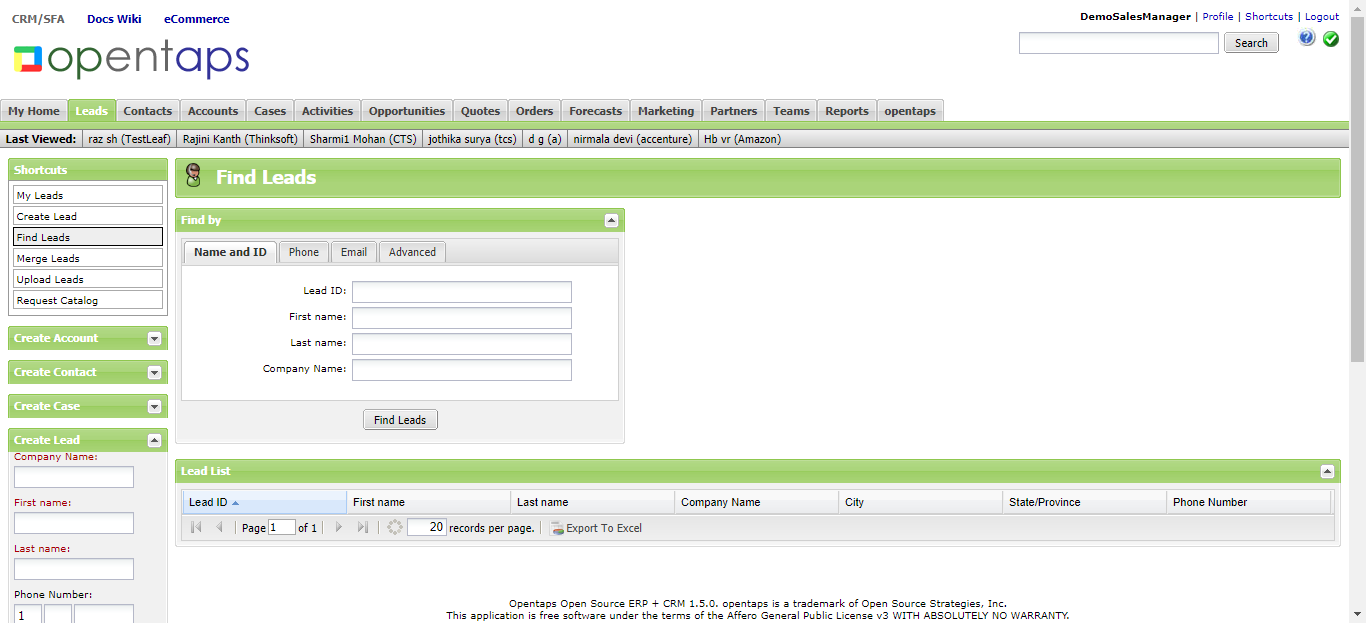 CRM/SFA Docs Wiki eCommerce
DemoSalesManager | Profile | Shortcuts | Logout
opentaps
Search
My Home Leads Contacts Accounts Cases Activities Opportunities Quotes Orders Forecasts Marketing Partners Teams Reports opentaps
Last Viewed: raz sh (TestLeaf) Rajini Kanth (Thinksoft) Sharmi1 Mohan (CTS) jothika surya (tcs) d g (a) nirmala devi (accenture) Hb vr (Amazon)
Shortcuts
My Leads
Create Lead
Find Leads
Merge Leads
Upload Leads
Request Catalog
Create Account
Create Contact
Create Case
Create Lead
Company Name:
First name:
Last name:
Phone Number:
1
Find Leads
Find by
Name and ID Phone Email Advanced
Lead ID:
First name:
Last name:
Company Name:
Find Leads
Lead List
Lead ID First name Last name Company Name City State/Province Phone Number
Page 1 of 1 20 records per page. Export To Excel
Opentaps Open Source ERP + CRM 1.5.0. opentaps is a trademark of Open Source Strategies, Inc.
This application is free software under the terms of the Affero General Public License v3 WITH ABSOLUTELY NO WARRANTY.